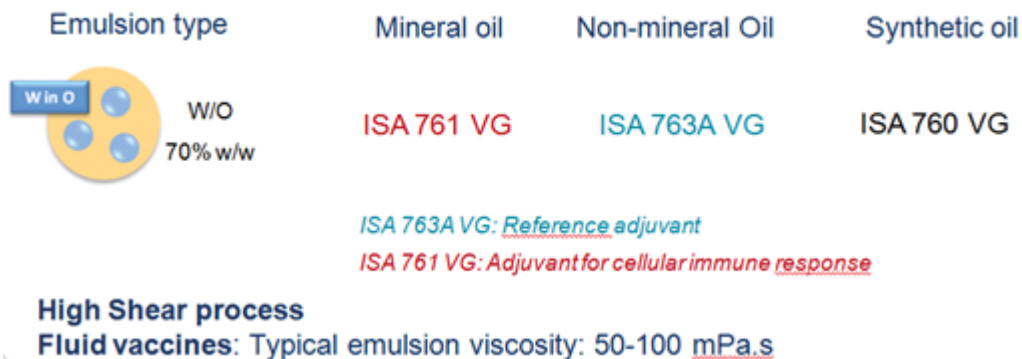 Emulsion type Mineral oil Non-mineral Oil Synthetic oil
W in O
W/O
ISA 761 VG ISA 763A VG ISA 760 VG
70% w/w
ISA 763A VG: Reference adjuvant
ISA 761 VG: Adjuvant for cellular immune response
High Shear process
Fluid vaccines: Typical emulsion viscosity: 50-100 mPa.s